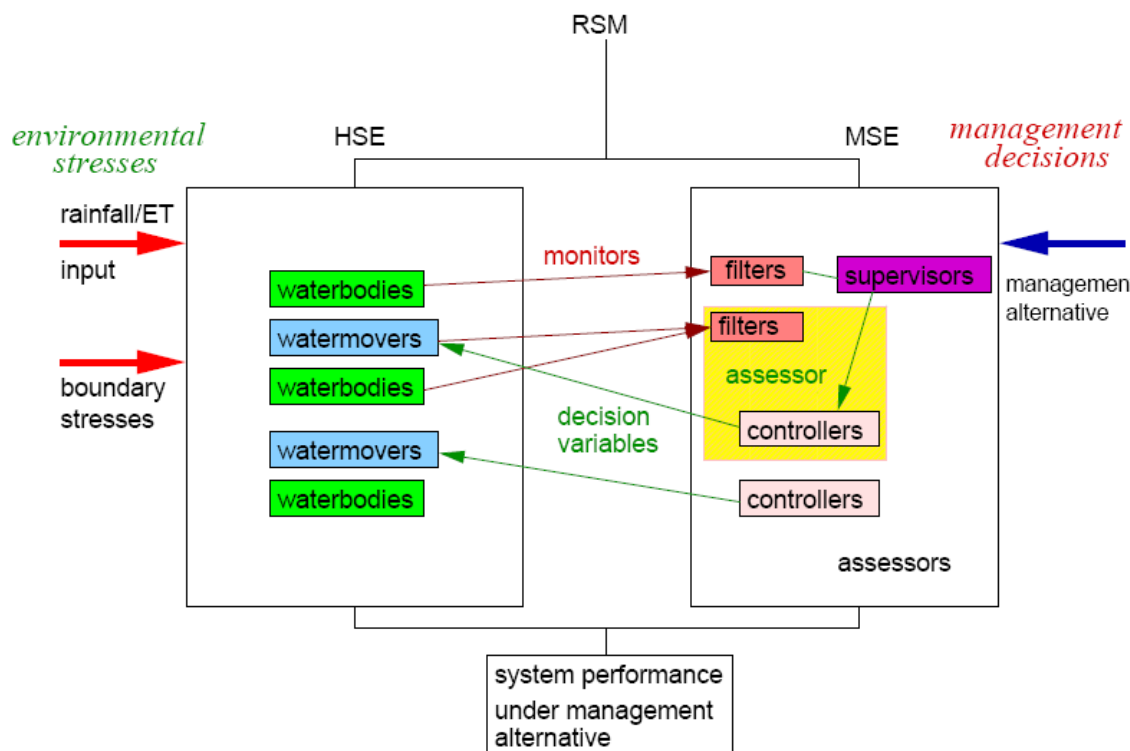 RSM
environmental
stresses
HSE
MSE
management
decisions
rainfall/ET
input
monitors
filters
supervisors
managemen
alternative
waterbodies
watermovers
filters
waterbodies
assessor
boundary
stresses
decision
variables
controllers
watermovers
waterbodies
controllers
assessors
system performance
under management
alternative